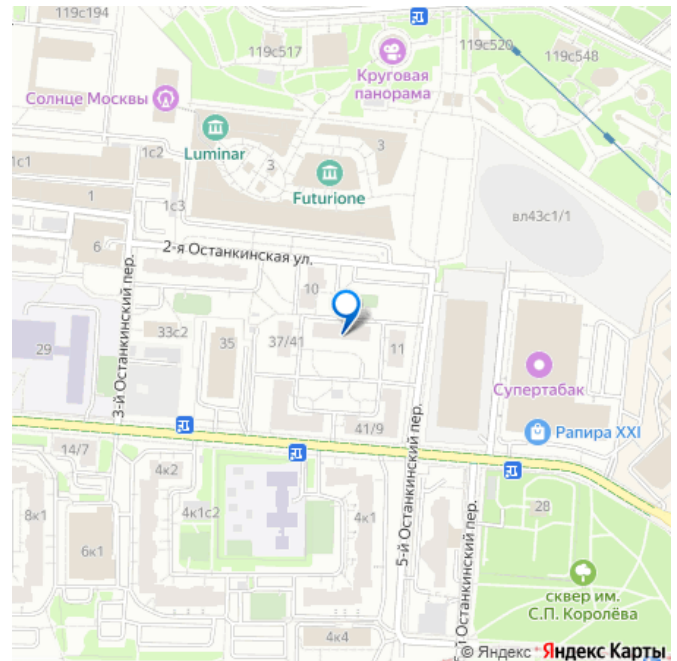 119с194
119с517
119с520
119с548
Круговая
панорама
Солнце Москвы
Luminar
3
3
Futurione
1с1
1с2
1
1с3
вл43с1/1
6
2-я Останкинская ул.
3-й Останкинский пер.
10
33с2
35
37/41
11
29
Супертабак
41/9
5-й Останкинский пер.
Рапира XXI
14/7
4к2
28
8к1
4к1с2
4к1
6к1
6-й Останкинский пер.
сквер им.
С.П. Королёва
4к4
© Яндекс Яндекс Карты